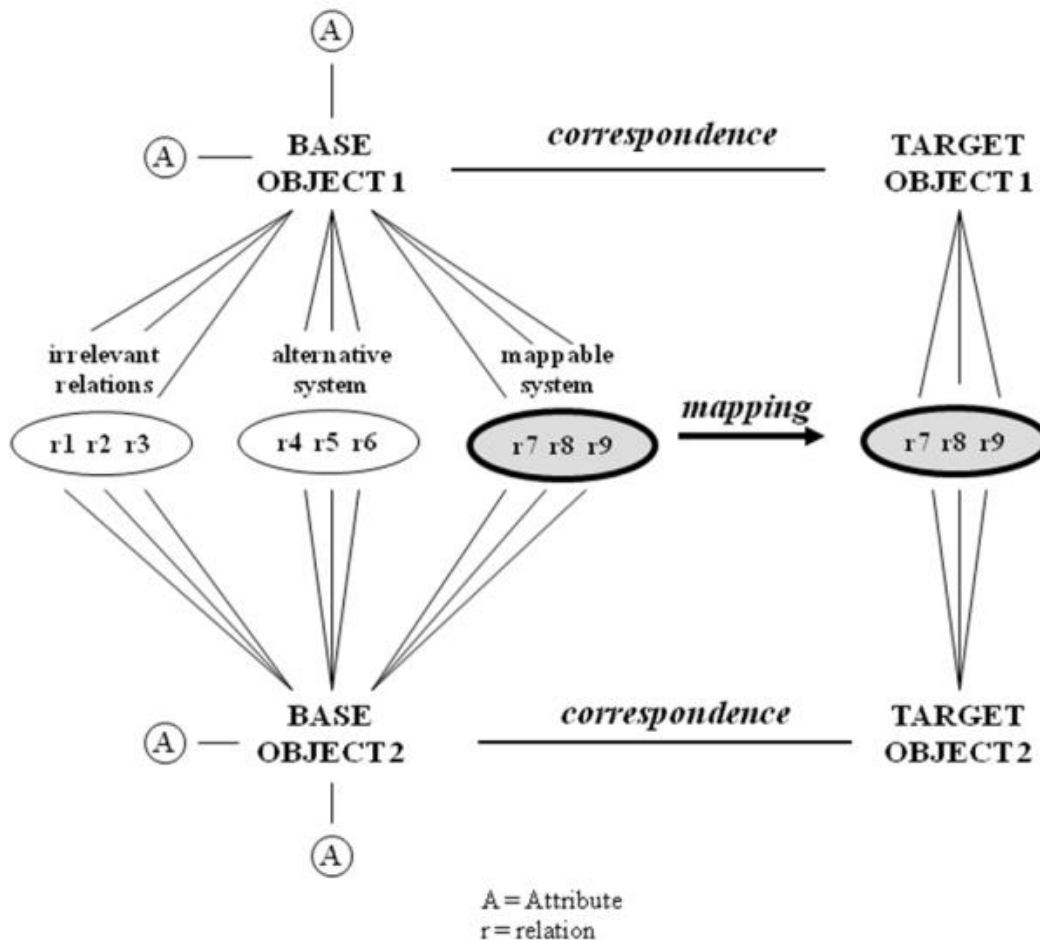 A
correspondence
A
BASE
OBJECT 1
TARGET
OBJECT 1
irrelevant
relations
alternative
system
mappable
system
mapping
r1 r2 r3
r4 r5 r6
r7 r8 r9
r7 r8 r9
correspondence
A
BASE
OBJECT 2
TARGET
OBJECT 2
A
A = Attribute
r = relation